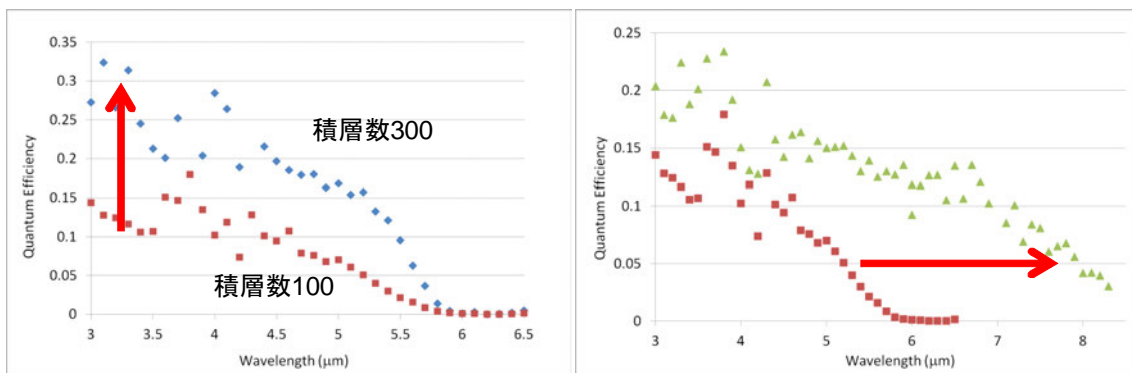 0.35
0.3
0.25
0.2
0.15
0.1
0.05
0
Quantum Efficiency
積層数300
積層数100
3 3.5 4 4.5 5 5.5 6 6.5
Wavelength (μm)
0.25
0.2
0.15
0.1
0.05
0
Quantum Efficiency
3 4 5 6 7 8
Wavelength (μm)